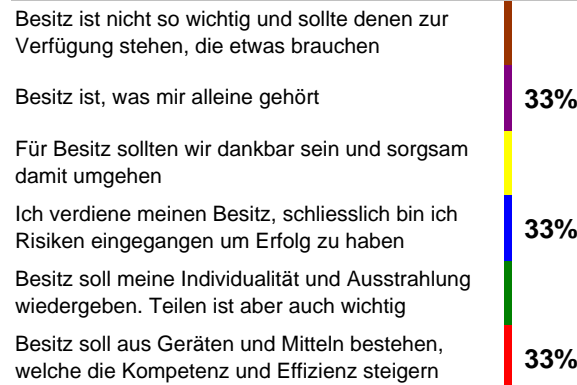 Besitz ist nicht so wichtig und sollte denen zur
Verfügung stehen, die etwas brauchen
Besitz ist, was mir alleine gehört
33%
Für Besitz sollten wir dankbar sein und sorgsam
damit umgehen
Ich verdiene meinen Besitz, schliesslich bin ich
Risiken eingegangen um Erfolg zu haben
33%
Besitz soll meine Individualität und Ausstrahlung
wiedergeben. Teilen ist aber auch wichtig
Besitz soll aus Geräten und Mitteln bestehen,
welche die Kompetenz und Effizienz steigern
33%